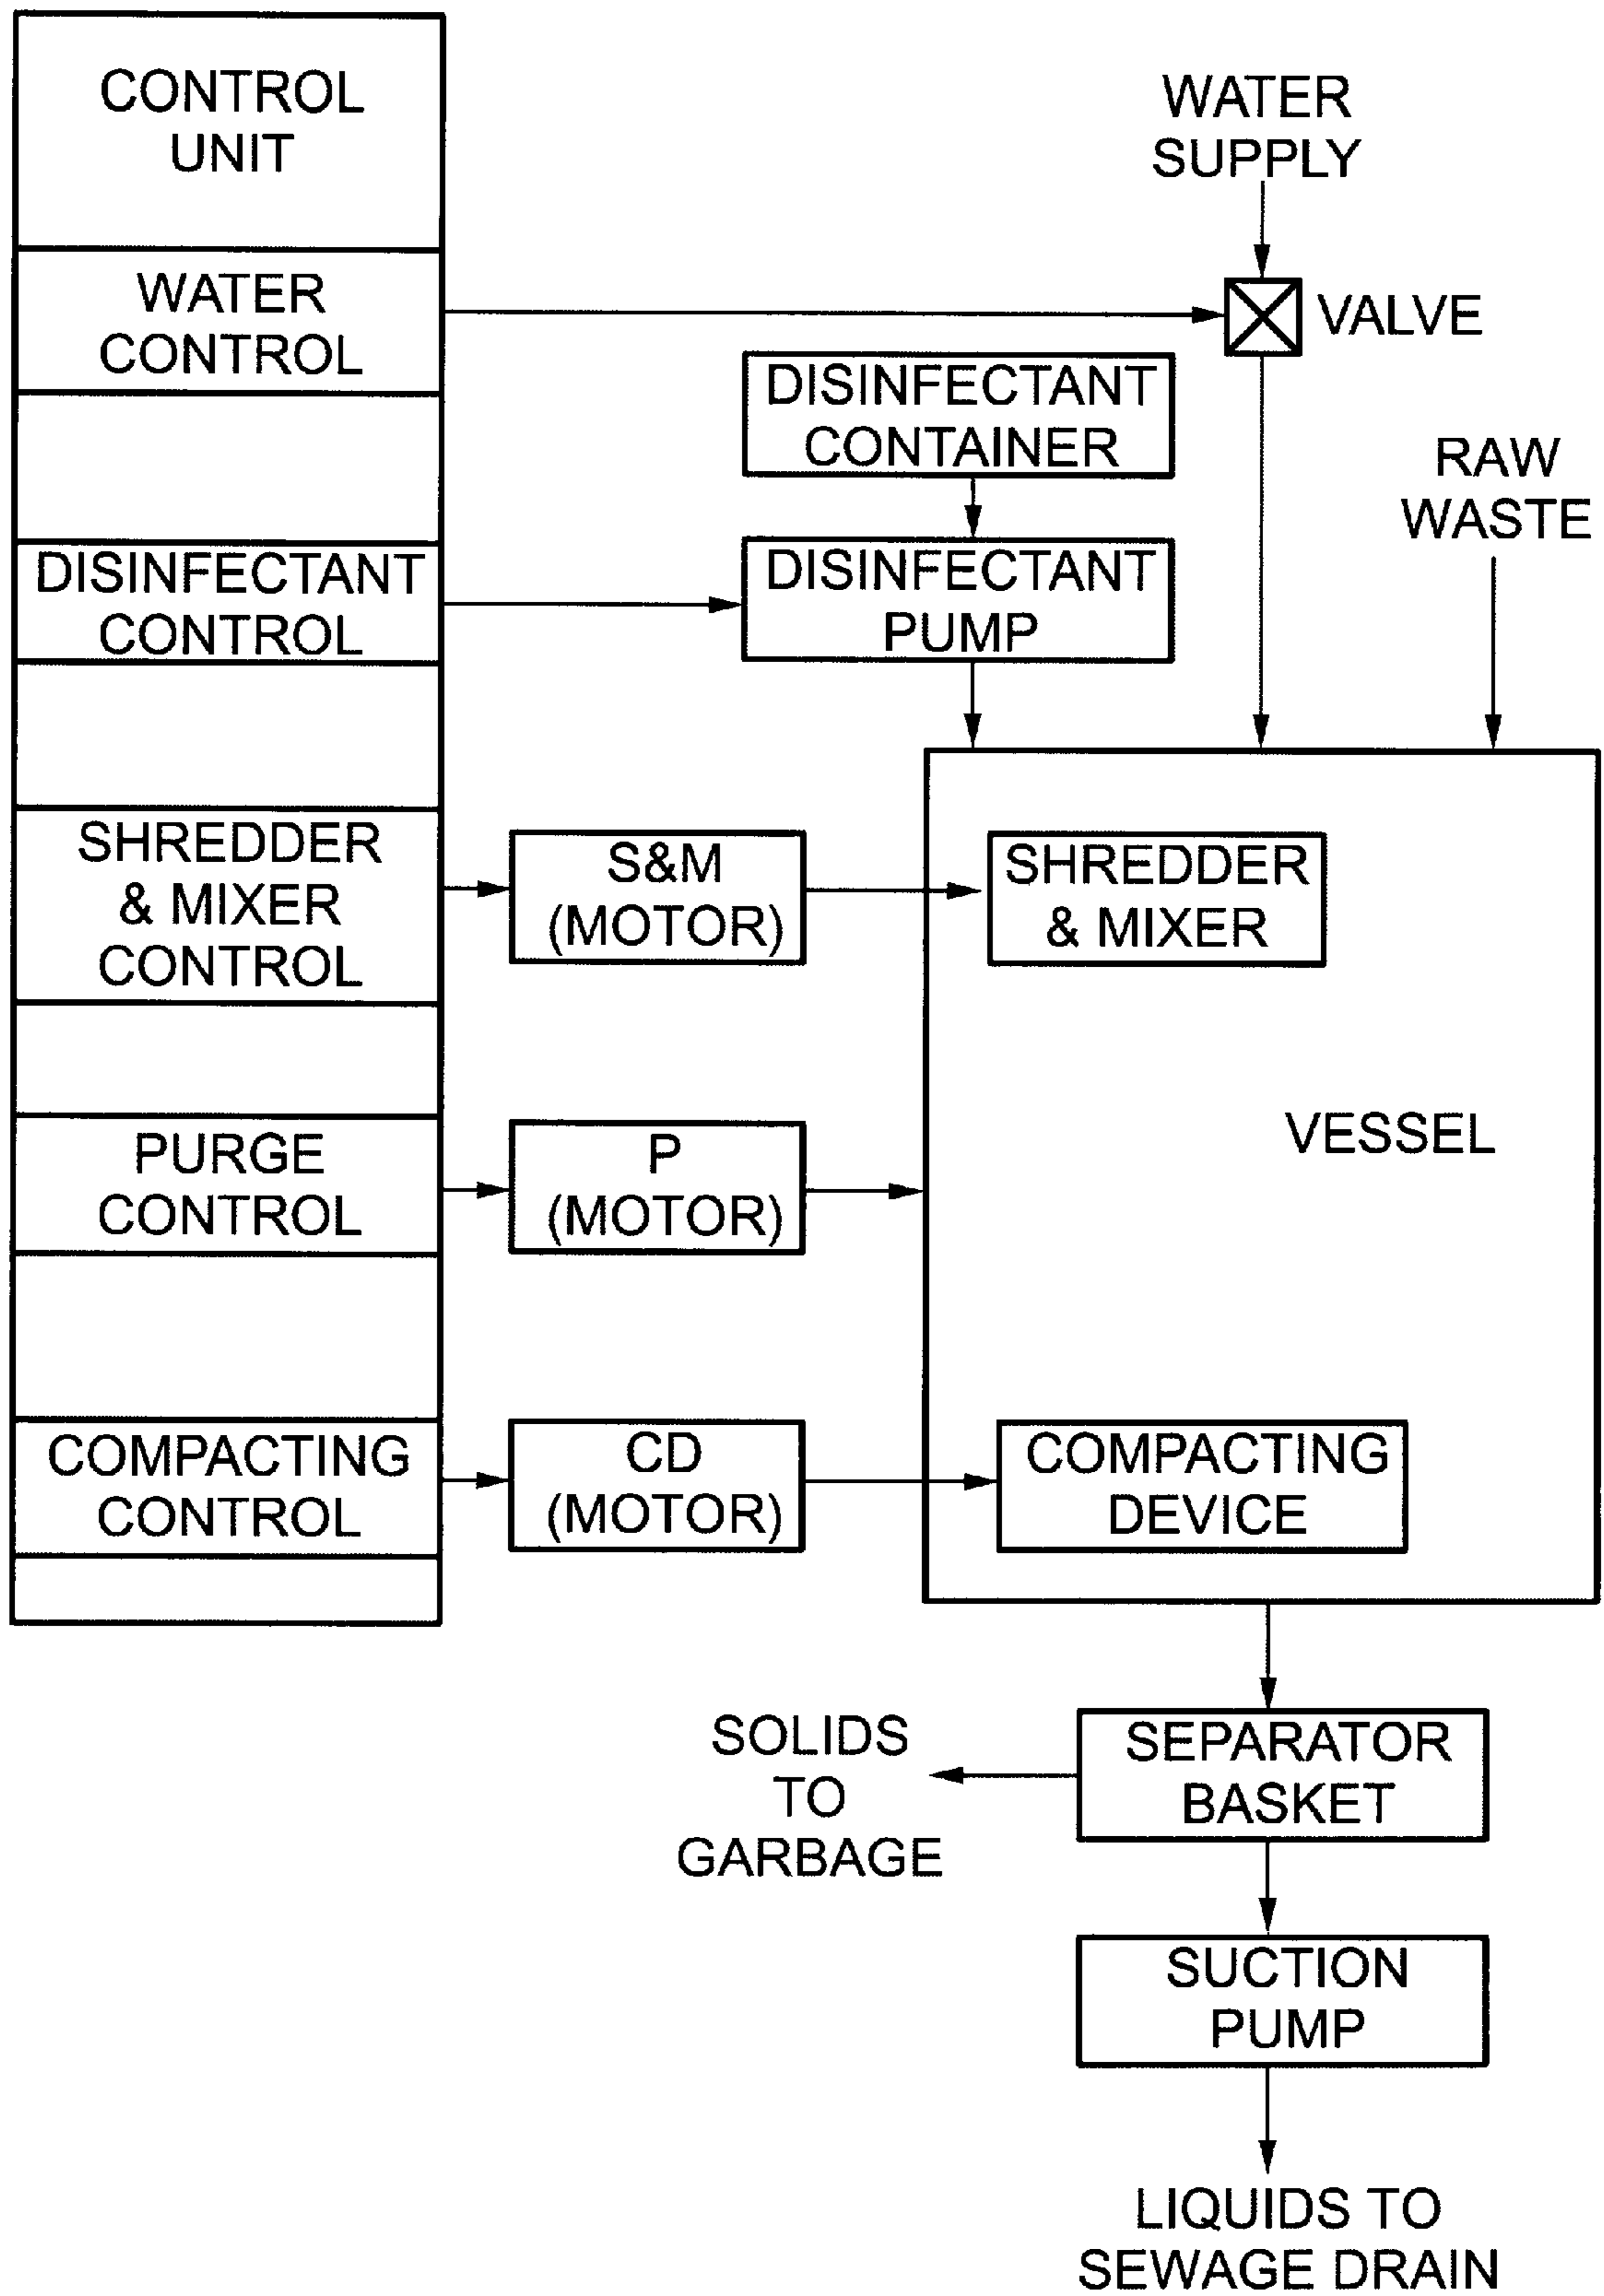 CONTROL
UNIT
WATER
CONTROL
DISINFECTANT
CONTROL
SHREDDER
& MIXER
CONTROL
PURGE
CONTROL
COMPACTING
CONTROL
WATER
SUPPLY
VALVE
DISINFECTANT
CONTAINER
RAW
WASTE
DISINFECTANT
PUMP
S&M
(MOTOR)
SHREDDER
& MIXER
P
(MOTOR)
VESSEL
CD
(MOTOR)
COMPACTING
DEVICE
SOLIDS
TO
GARBAGE
SEPARATOR
BASKET
SUCTION
PUMP
LIQUIDS TO
SEWAGE DRAIN